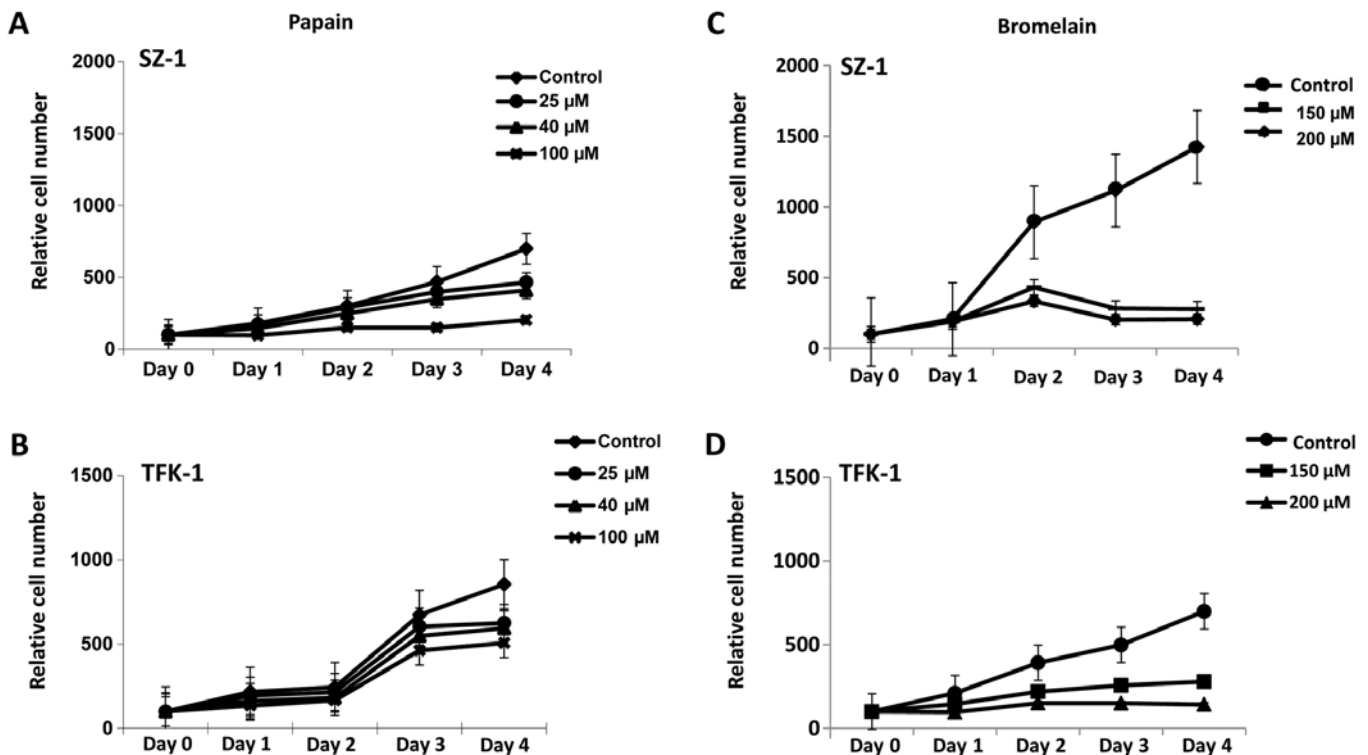 A
Papain
SZ-1
Relative cell number
2000
1500
1000
500
0
Day 0 Day 1 Day 2 Day 3 Day 4
Control
25 µM
40 µM
100 µM
C
Bromelain
SZ-1
Relative cell number
2000
1500
1000
500
0
Day 0 Day 1 Day 2 Day 3 Day 4
Control
150 µM
200 µM
B
TFK-1
Relative cell number
1500
1000
500
0
Day 0 Day 1 Day 2 Day 3 Day 4
Control
25 µM
40 µM
100 µM
D
TFK-1
Relative cell number
1500
1000
500
0
Day 0 Day 1 Day 2 Day 3 Day 4
Control
150 µM
200 µM